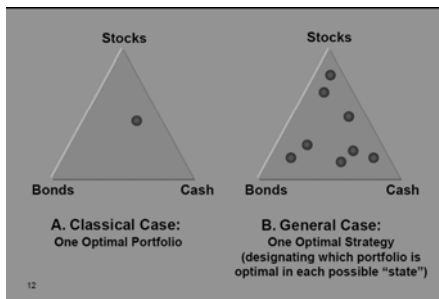 Stocks
Bonds
Cash
A. Classical Case:
One Optimal Portfolio
Stocks
Bonds
Cash
B. General Case:
One Optimal Strategy
(designating which portfolio is
optimal in each possible “state”)
12